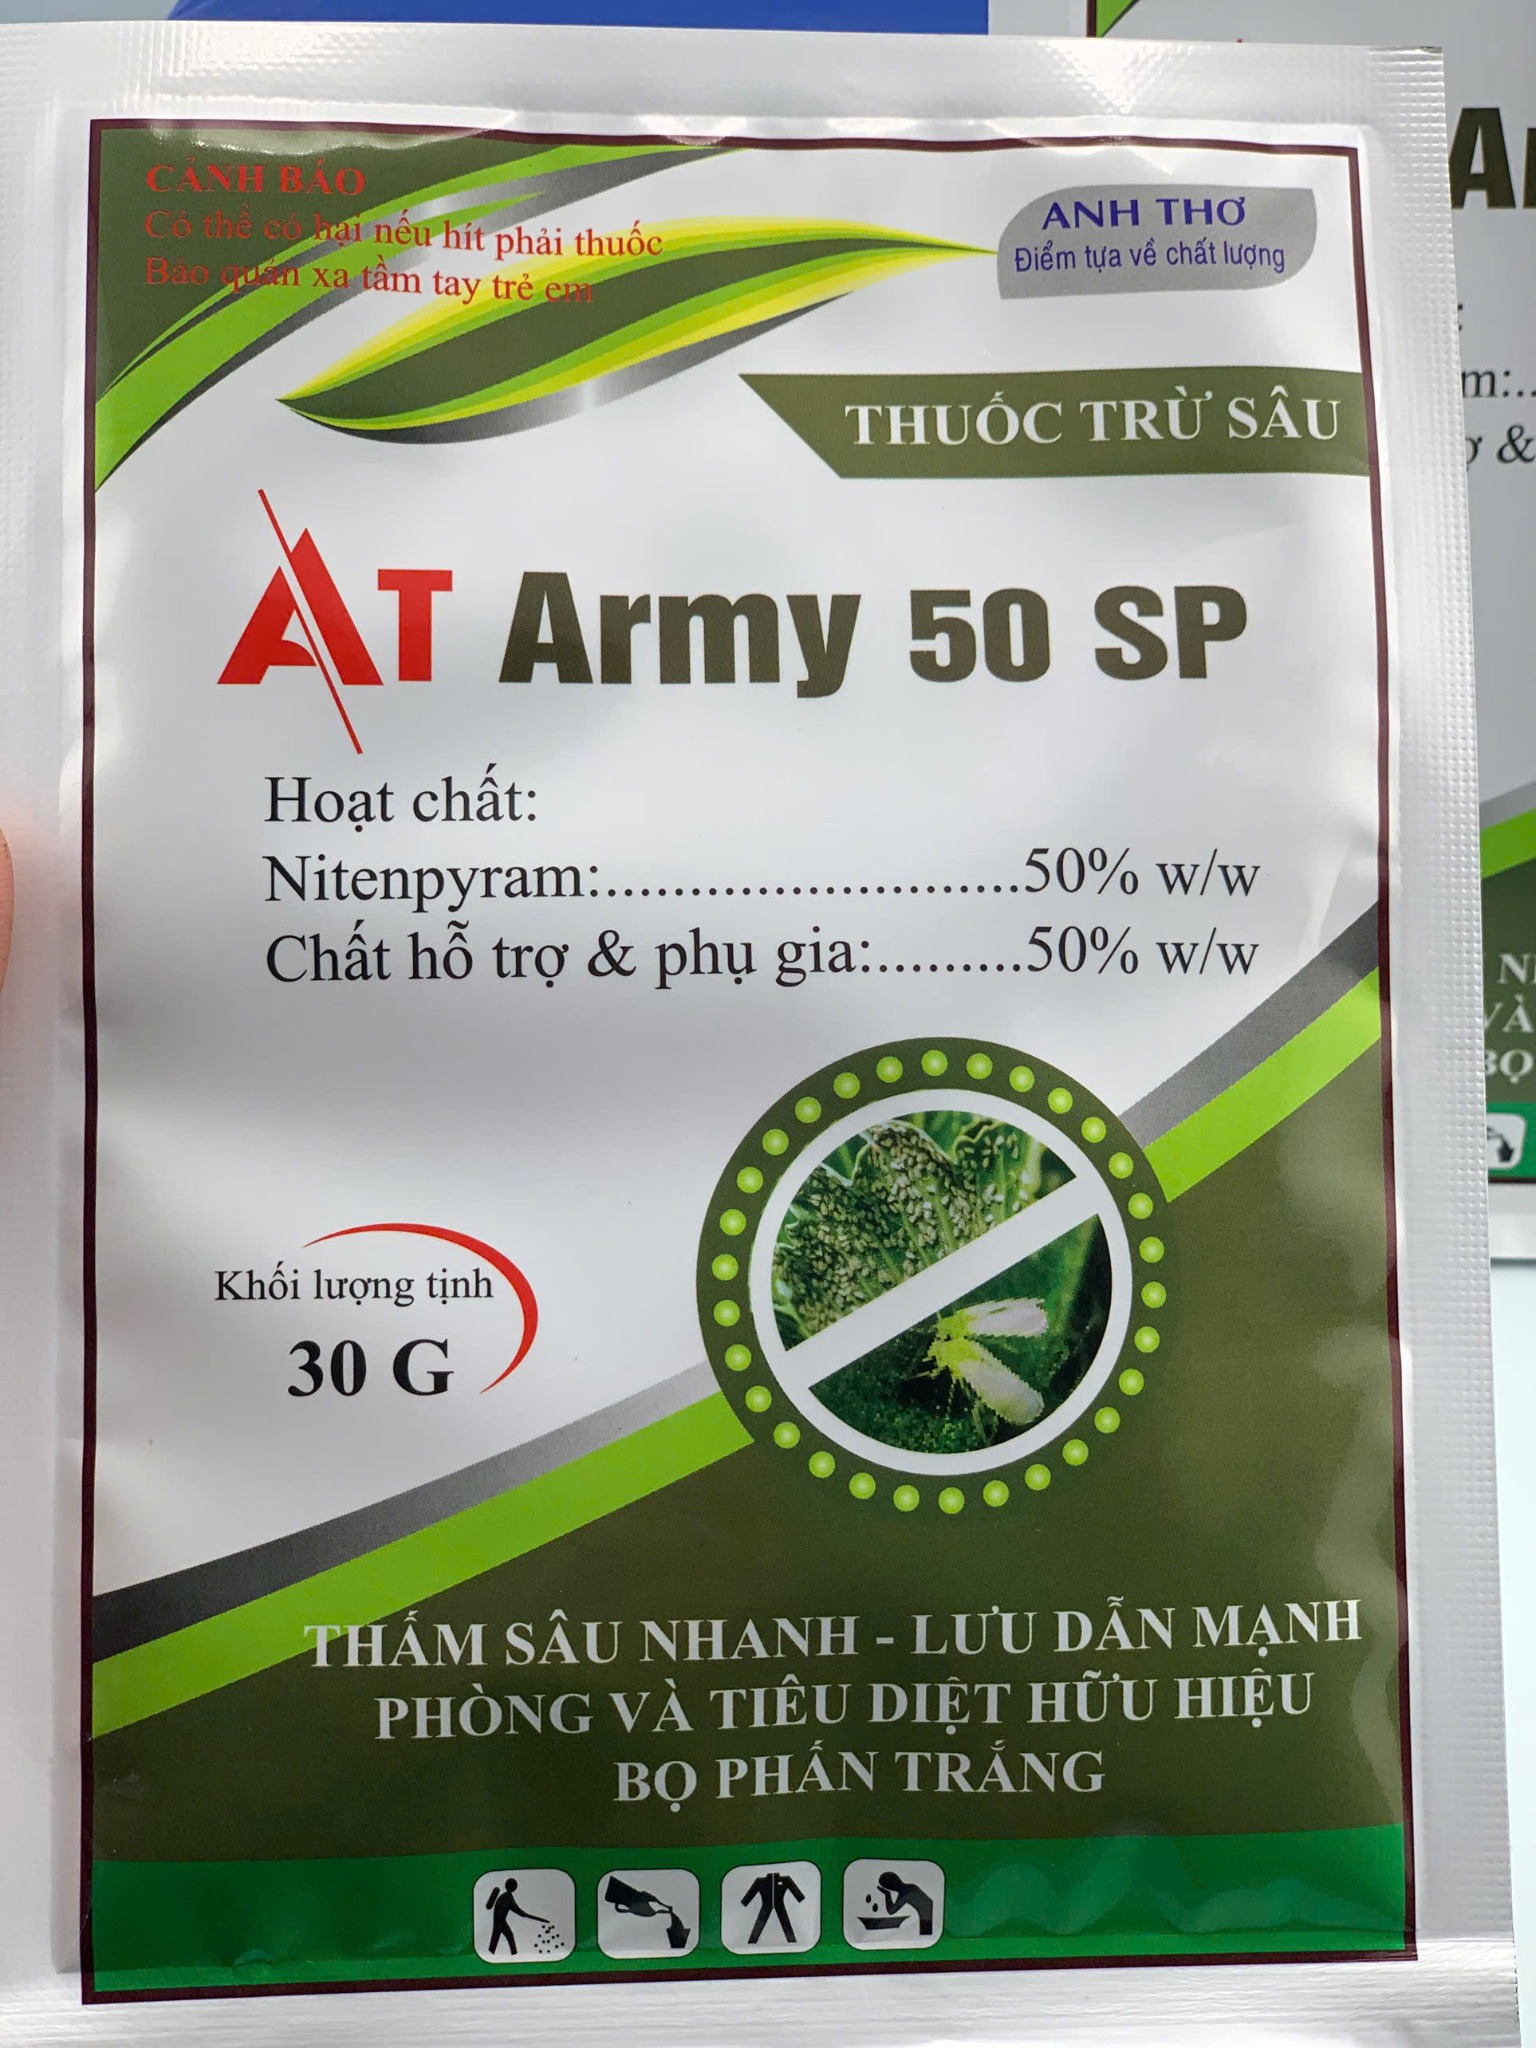 CẢNH BÁO
Có thể có hại nếu hít phải thuốc
Bảo quản xa tầm tay trẻ em
ANH THƠ
Điểm tựa về chất lượng
THUỐC TRỪ SÂU
AT Army 50 SP
Hoạt chất:
Nitenpyram:..........................50% w/w
Chất hỗ trợ & phụ gia:..........50% w/w
Khối lượng tịnh
30 G
THẤM SÂU NHANH - LƯU DẪN MẠNH
PHÒNG VÀ TIÊU DIỆT HỮU HIỆU
BỌ PHẤN TRẮNG